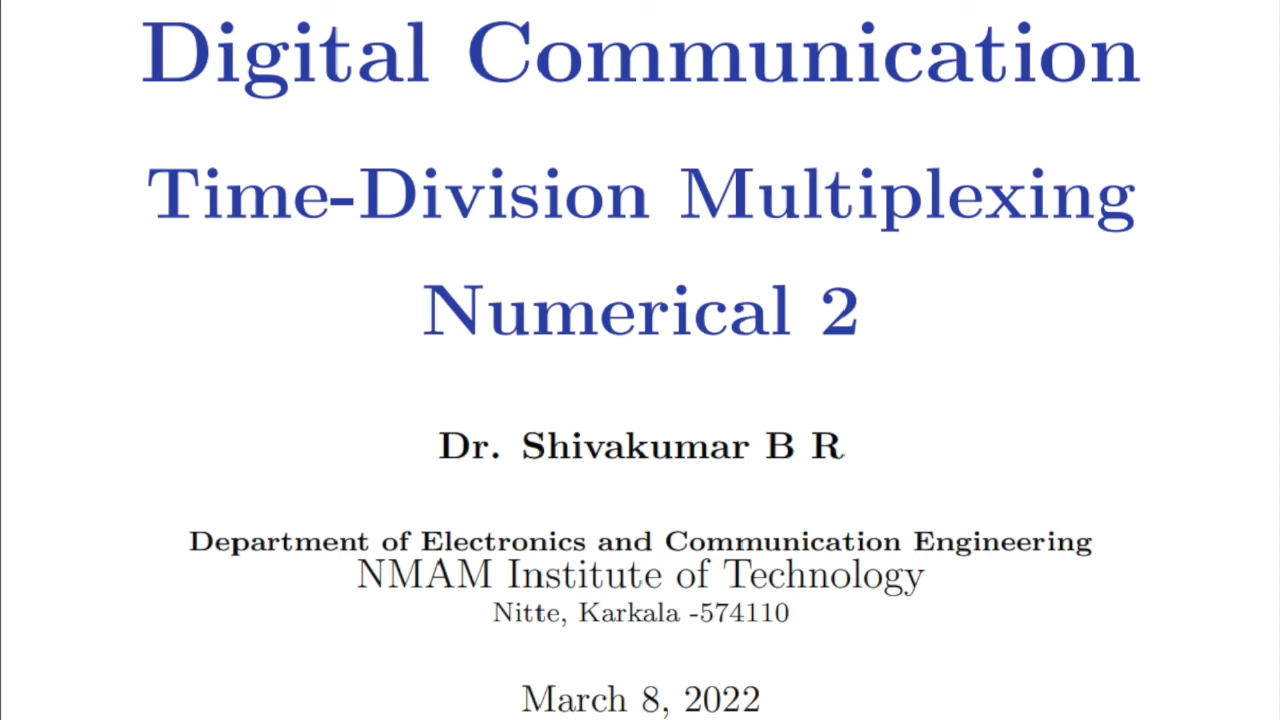 Digital Communication
Time-Division Multiplexing
Numerical 2
Dr. Shivakumar B R
Department of Electronics and Communication Engineering
NMAM Institute of Technology
Nitte, Karkala -574110
March 8, 2022